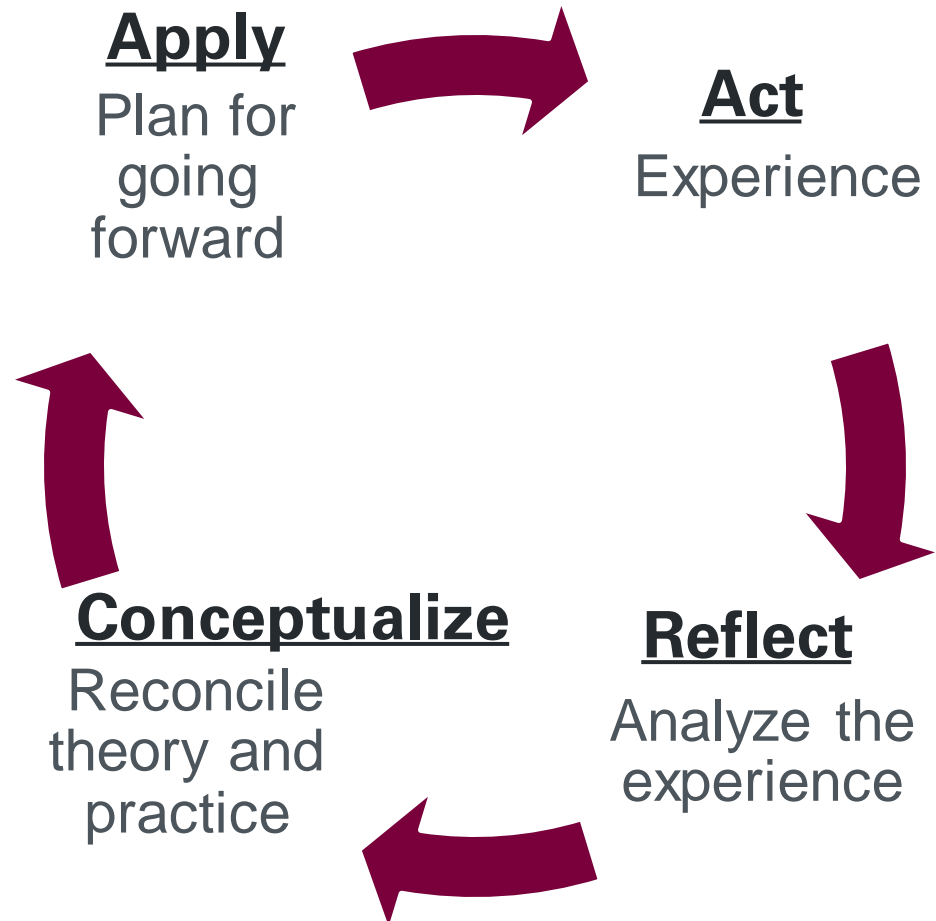 Apply
Plan for
going
forward
Act
Experience
Reflect
Analyze the
experience
Conceptualize
Reconcile
theory and
practice